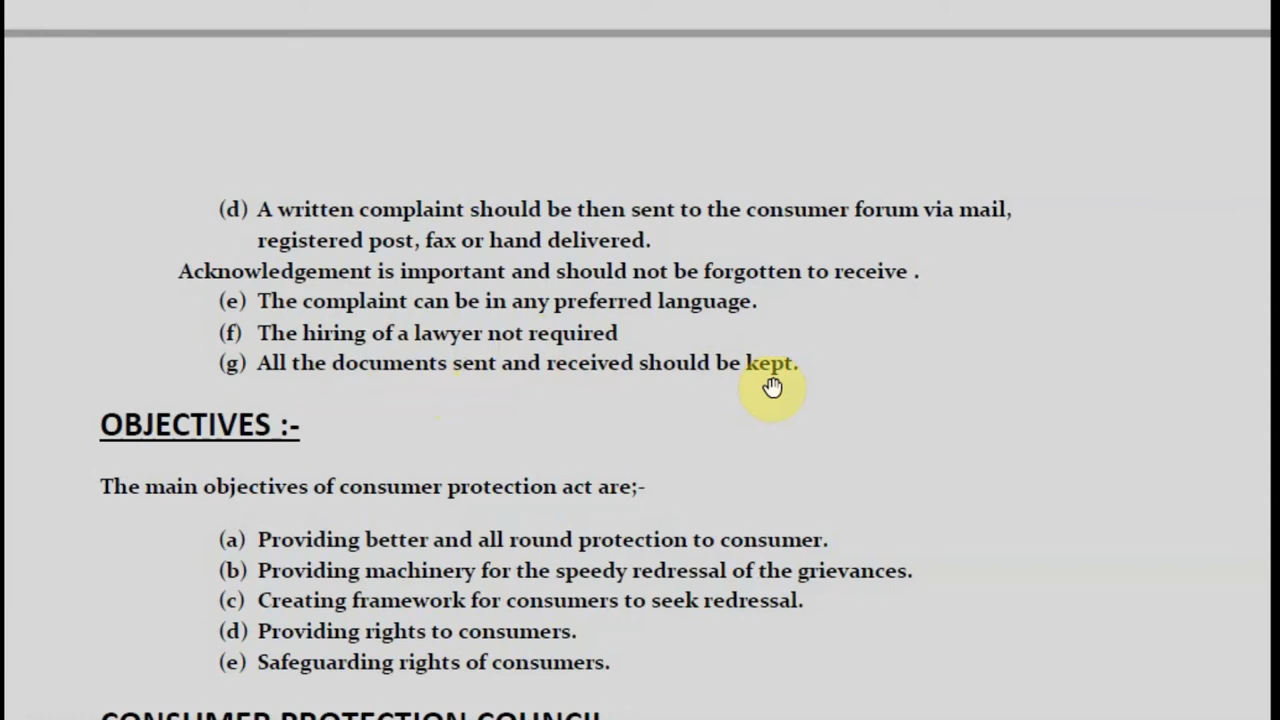 (d) A written complaint should be then sent to the consumer forum via mail,
registered post, fax or hand delivered.
Acknowledgement is important and should not be forgotten to receive .
(e) The complaint can be in any preferred language.
(f) The hiring of a lawyer not required
(g) All the documents sent and received should be kept.
OBJECTIVES :-
The main objectives of consumer protection act are;-
(a) Providing better and all round protection to consumer.
(b) Providing machinery for the speedy redressal of the grievances.
(c) Creating framework for consumers to seek redressal.
(d) Providing rights to consumers.
(e) Safeguarding rights of consumers.
CONSUMER PROTECTION COUNCIL